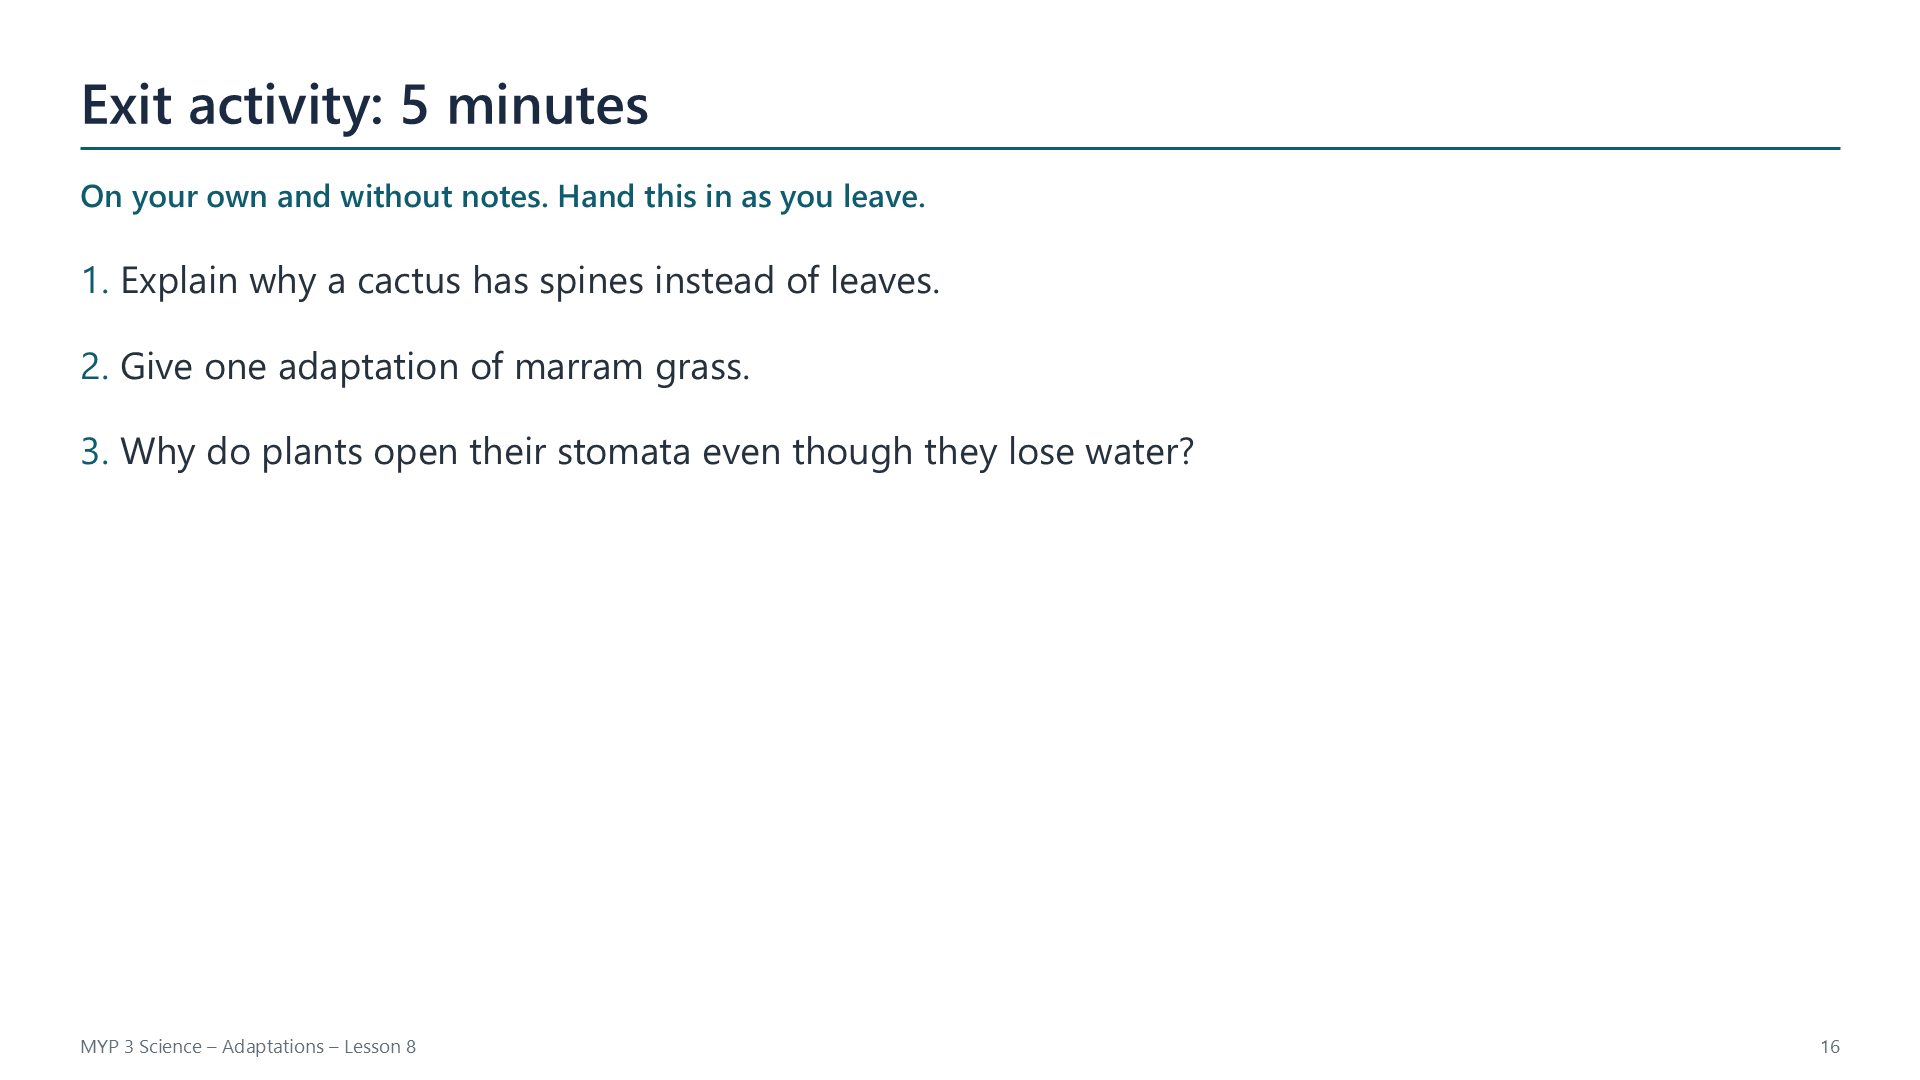 Exit activity: 5 minutes
On your own and without notes. Hand this in as you leave.
1. Explain why a cactus has spines instead of leaves.
2. Give one adaptation of marram grass.
3. Why do plants open their stomata even though they lose water?
MYP 3 Science – Adaptations – Lesson 8
16